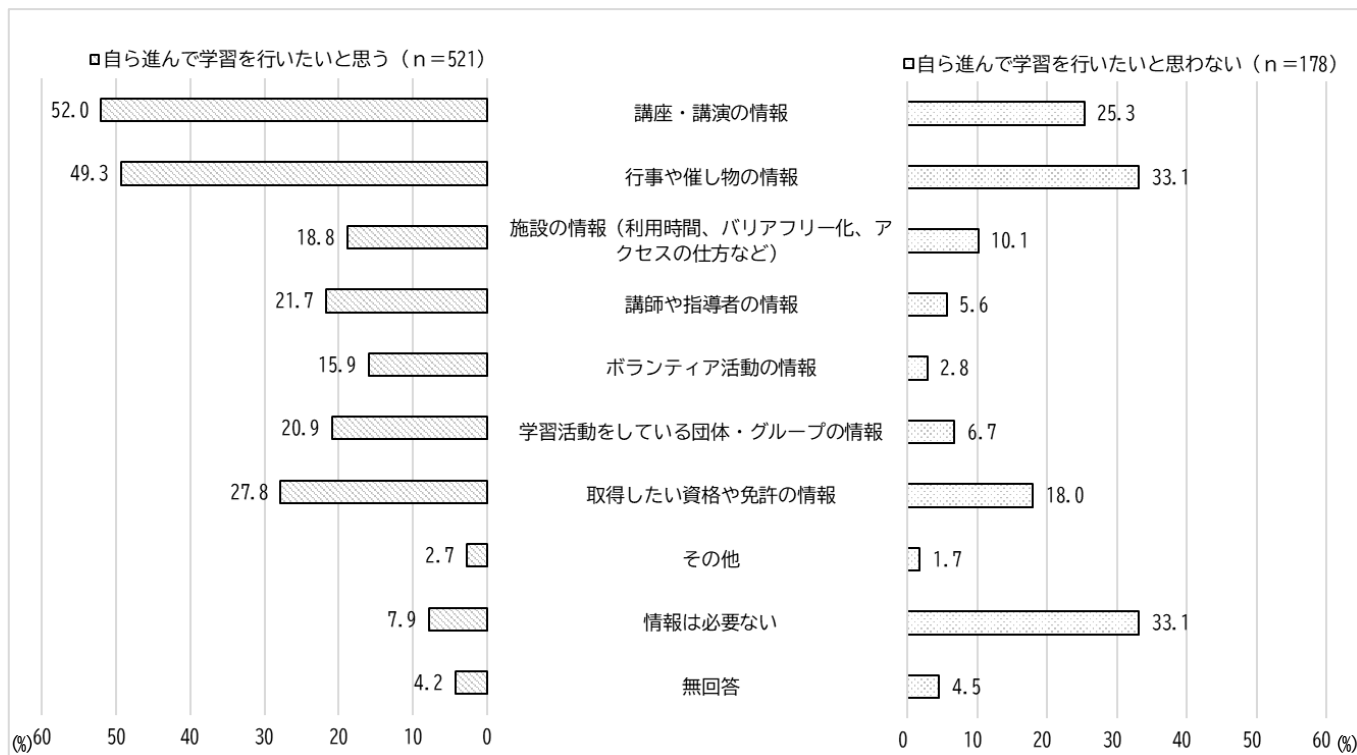 自ら進んで学習を行いたいと思う（ｎ＝521）
自ら進んで学習を行いたいと思わない（ｎ＝178）
52.0 講座・講演の情報 25.3
49.3 行事や催し物の情報 33.1
施設の情報（利用時間、バリアフリー化、ア
18.8 クセスの仕方など） 10.1
21.7 講師や指導者の情報 5.6
15.9 ボランティア活動の情報 2.8
20.9 学習活動をしている団体・グループの情報 6.7
27.8 取得したい資格や免許の情報 18.0
2.7 その他 1.7
7.9 情報は必要ない 33.1
4.2 無回答 4.5
(%) 60 50 40 30 20 10 0
0 10 20 30 40 50 60 (%)